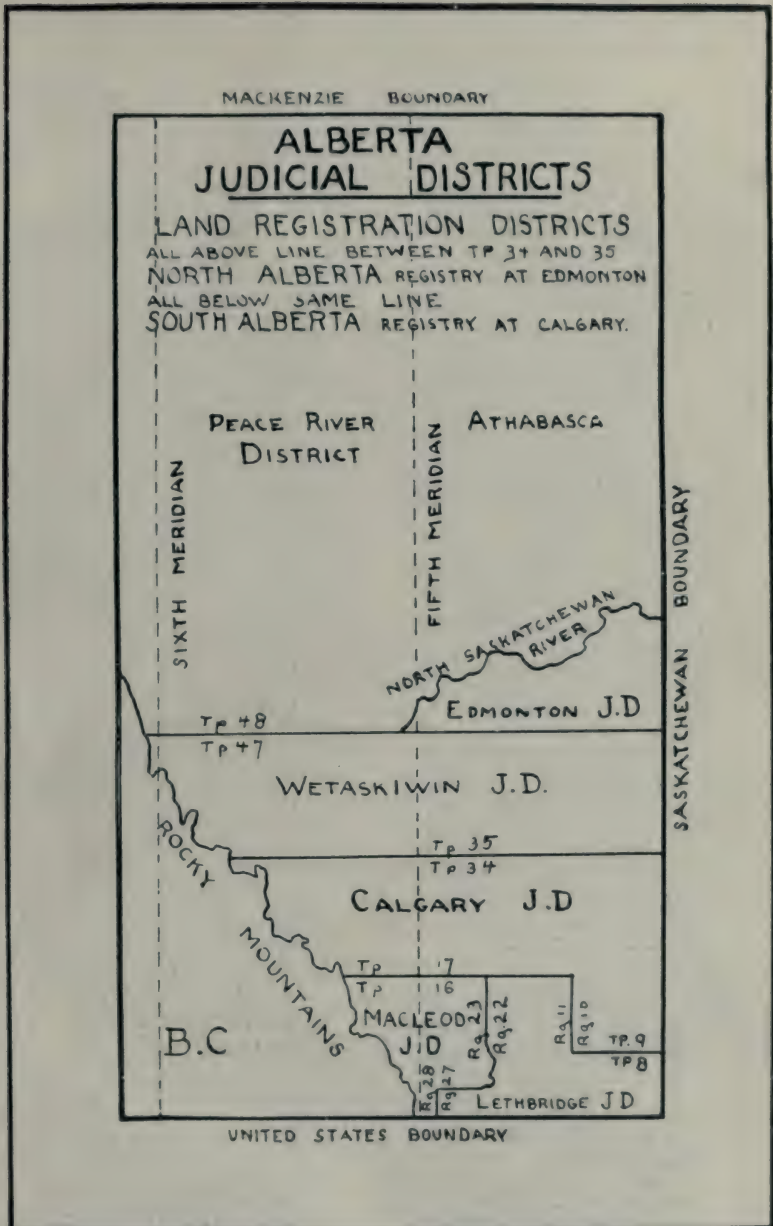 MACKENZIE BOUNDARY
ALBERTA
JUDICIAL DISTRICTS
LAND REGISTRATION DISTRICTS
ALL ABOVE LINE BETWEEN TP 34 AND 35
NORTH ALBERTA REGISTRY AT EDMONTON
ALL BELOW SAME LINE
SOUTH ALBERTA REGISTRY AT CALGARY.
PEACE RIVER
DISTRICT
ATHABASCA
SIXTH MERIDIAN
FIFTH MERIDIAN
SASKATCHEWAN BOUNDARY
NORTH SASKATCHEWAN
RIVER
EDMONTON J.D
Tp 48
Tp 47
WETASKIWIN J.D.
ROCKY
MOUNTAINS
Tp 35
Tp 34
CALGARY J.D
Tp 17
Tp 16
MACLEOD
J.D
Rg. 23
Rg. 22
Rg. 11
Rg. 10
TP. 9
TP 8
B.C
Rg 28
Rg 27
LETHBRIDGE J D
UNITED STATES BOUNDARY